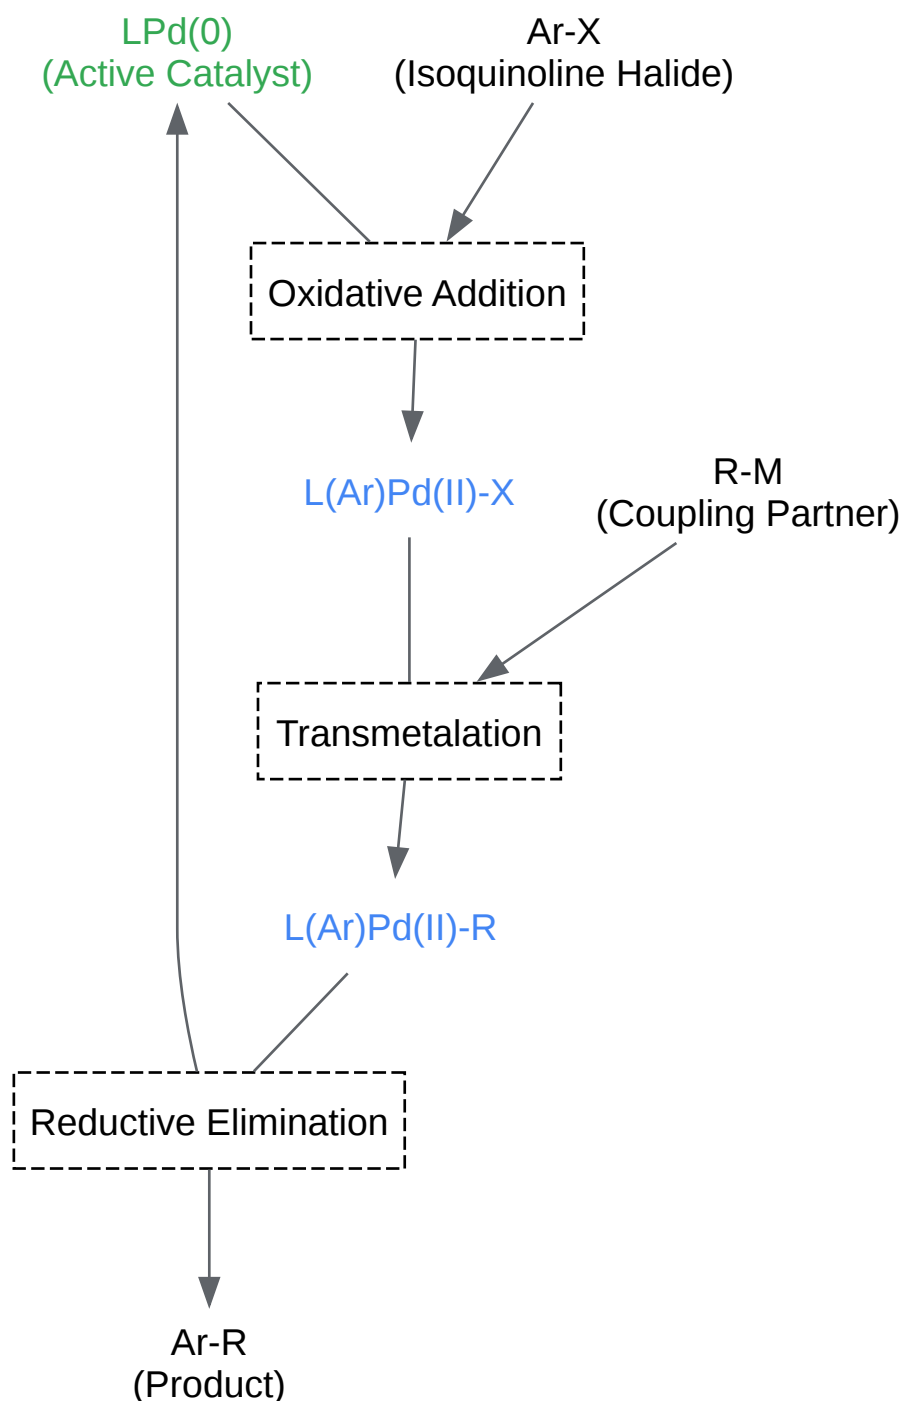 LPd(0)
(Active Catalyst)
Ar-X
(Isoquinoline Halide)
Oxidative Addition
L(Ar)Pd(II)-X
R-M
(Coupling Partner)
Transmetalation
L(Ar)Pd(II)-R
Reductive Elimination
Ar-R
(Product)